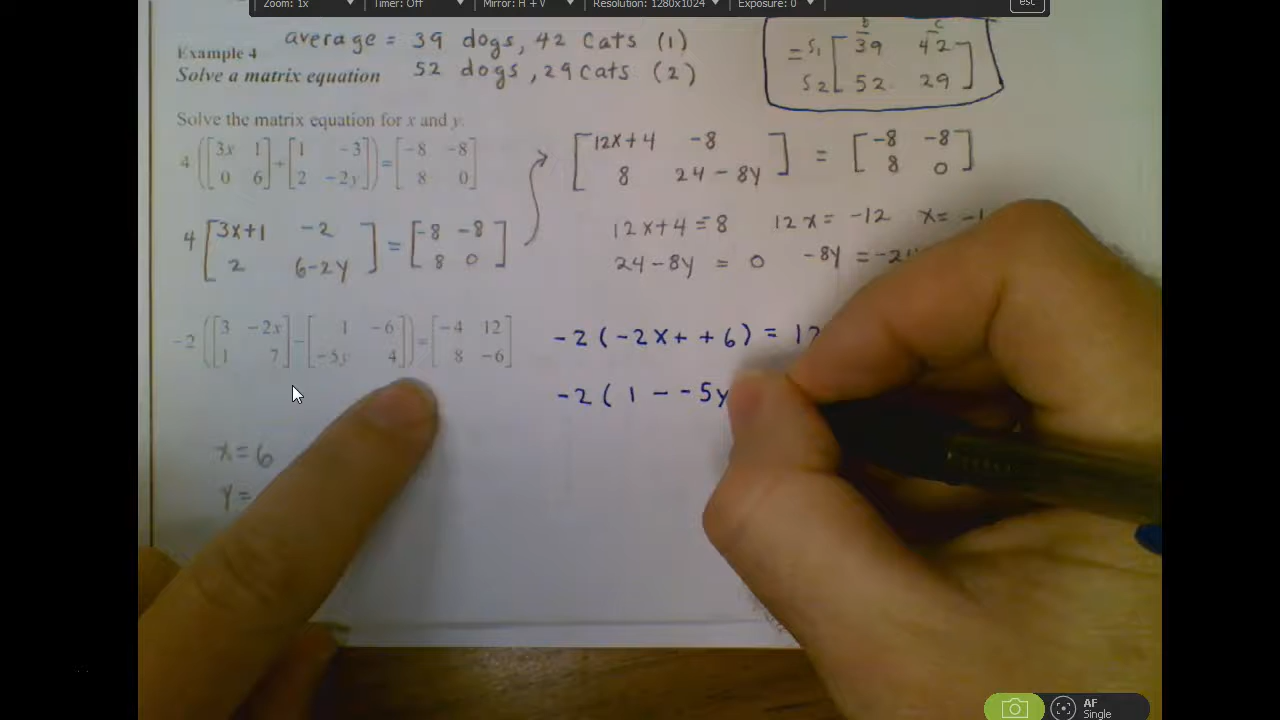 Zoom: 1x Timer: Off Mirror: H + V Resolution: 1280x1024 Exposure: 0 esc
average = 39 dogs, 42 Cats (1)
52 dogs, 29 Cats (2)
D C
= S1 [39 42]
S2 [52 29]
Example 4
Solve a matrix equation
Solve the matrix equation for x and y.
4 ([3x 1] + [1 -3]) = [-8 -8]
[0 6] [2 -2y] [8 0]
4 [3x+1 -2] = [-8 -8]
[2 6-2y] [8 0]
[12x+4 -8] = [-8 -8]
[8 24-8y] [8 0]
12x+4 = 8 12x = -12 x = -1
24-8y = 0 -8y = -24
-2 ([3 -2x] - [1 -6]) = [-4 12]
[1 7] [-5y 4] [8 -6]
-2(-2x+ +6) = 12
-2( 1 - -5y
x=6
y=
AF
Single